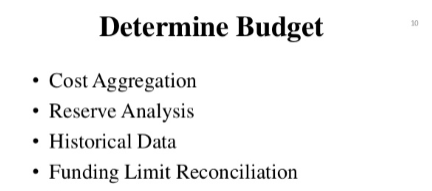 Determine Budget
10
• Cost Aggregation
• Reserve Analysis
• Historical Data
• Funding Limit Reconciliation